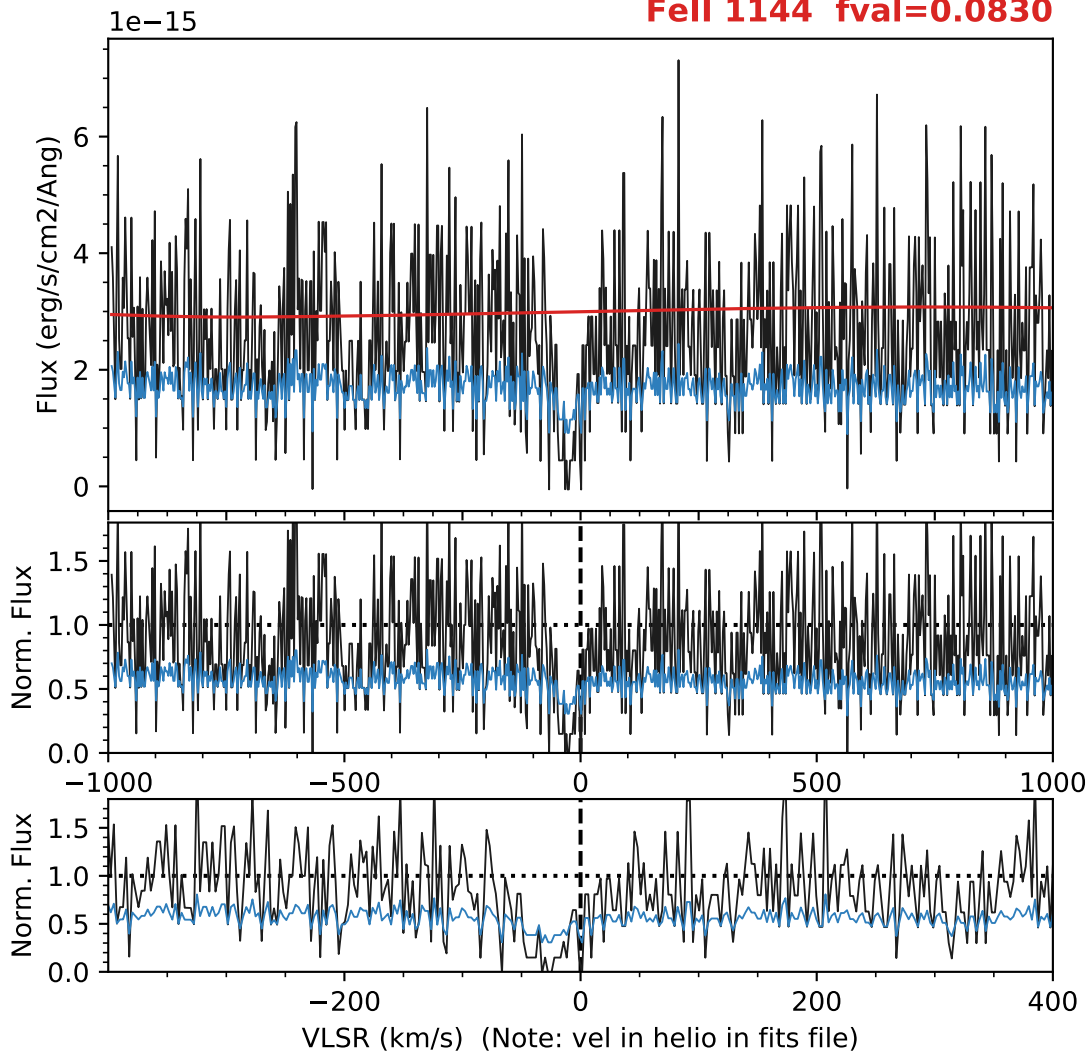 FeII 1144 fval=0.0830
1e−15
6
4
2
0
Flux (erg/s/cm2/Ang)
1.5
1.0
0.5
0.0
Norm. Flux
−1000 −500 0 500 1000
1.5
1.0
0.5
0.0
Norm. Flux
−200 0 200 400
VLSR (km/s) (Note: vel in helio in fits file)